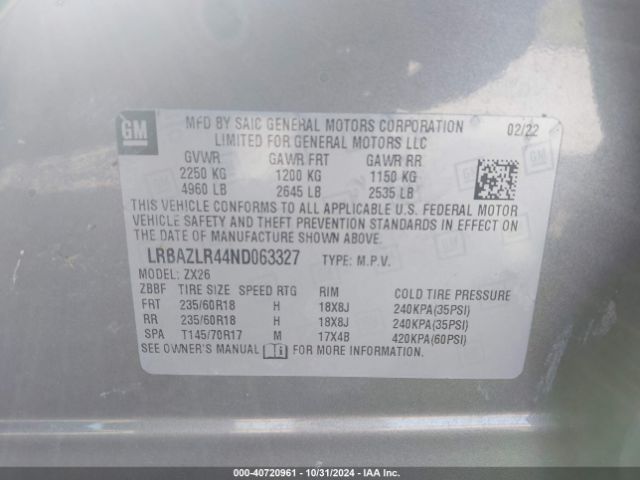 GM
MFD BY SAIC GENERAL MOTORS CORPORATION 02/22
LIMITED FOR GENERAL MOTORS LLC
GVWR GAWR FRT GAWR RR
2250 KG 1200 KG 1150 KG
4960 LB 2645 LB 2535 LB
THIS VEHICLE CONFORMS TO ALL APPLICABLE U.S. FEDERAL MOTOR
VEHICLE SAFETY AND THEFT PREVENTION STANDARDS IN EFFECT ON
THE DATE OF MANUFACTURE SHOWN ABOVE.
LRBAZLR44ND063327 TYPE: M.P.V.
MODEL: ZX26
ZBBF TIRE SIZE SPEED RTG RIM COLD TIRE PRESSURE
FRT 235/60R18 H 18X8J 240KPA(35PSI)
RR 235/60R18 H 18X8J 240KPA(35PSI)
SPA T145/70R17 M 17X4B 420KPA(60PSI)
SEE OWNER'S MANUAL FOR MORE INFORMATION.
000-40720961 - 10/31/2024 - IAA Inc.